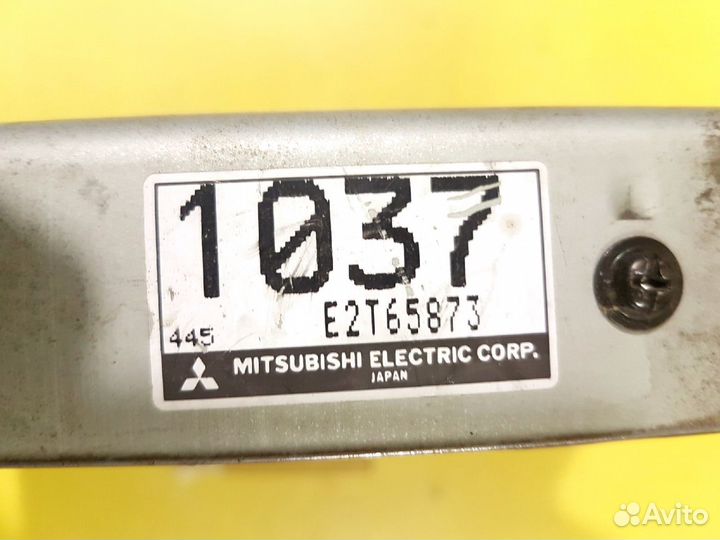 1037
445 E2T65873
MITSUBISHI ELECTRIC CORP.
JAPAN
Avito